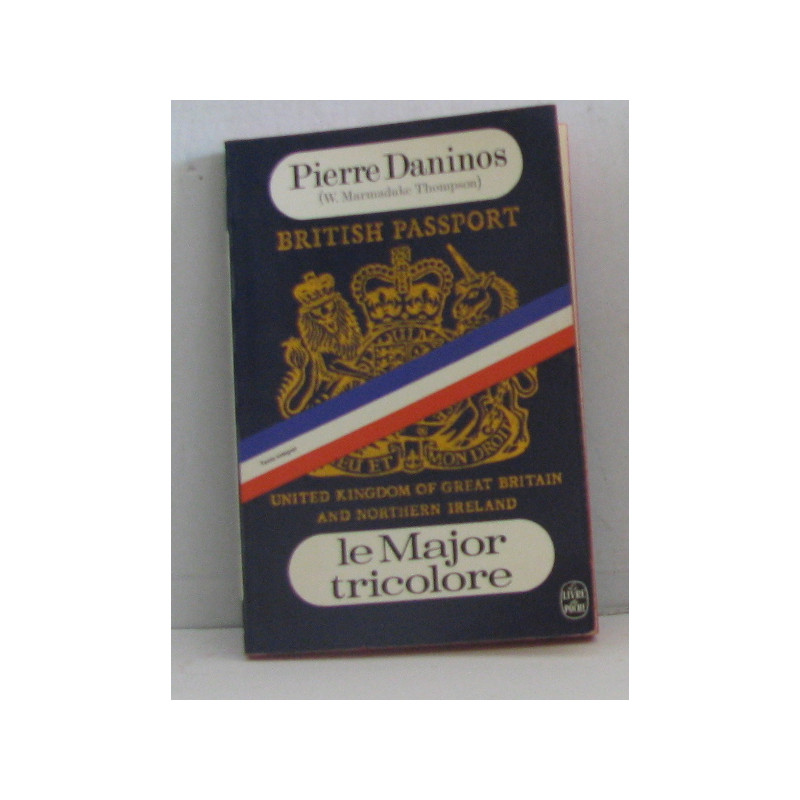 Pierre Daninos
(W. Marmaduke Thompson)
BRITISH PASSPORT
MON DROIT
UNITED KINGDOM OF GREAT BRITAIN
AND NORTHERN IRELAND
le Major
tricolore
LIVRE
POCHE